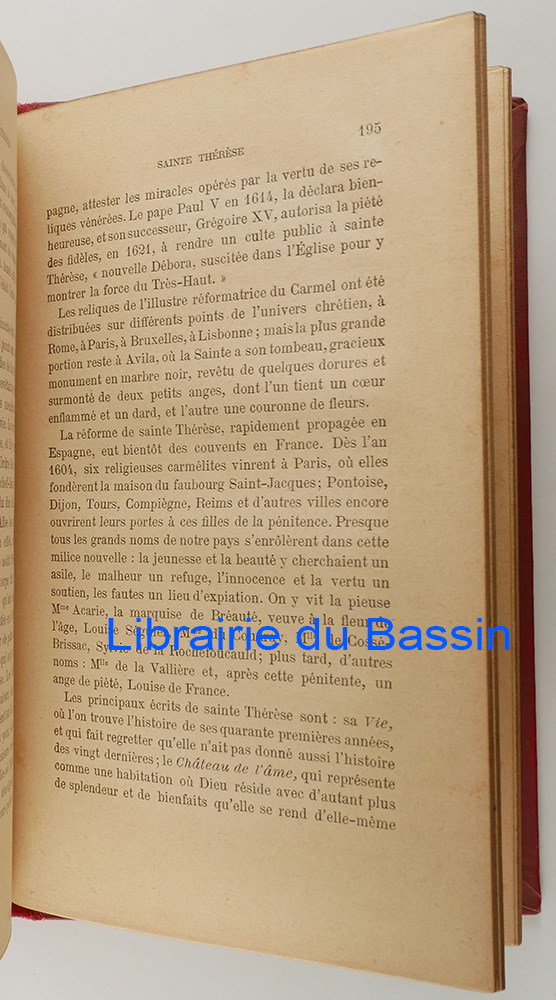 195
SAINTE THÉRÈSE
pagne, attester les miracles opérés par la vertu de ses re-
liques vénérées. Le pape Paul V en 1614, la déclara bien-
heureuse, et son successeur, Grégoire XV, autorisa la piété
des fidèles, en 1621, à rendre un culte public à sainte
Thérèse, « nouvelle Débora, suscitée dans l'Église pour y
montrer la force du Très-Haut. »
Les reliques de l'illustre réformatrice du Carmel ont été
distribuées sur différents points de l'univers chrétien, à
Rome, à Paris, à Bruxelles, à Lisbonne ; mais la plus grande
portion reste à Avila, où la Sainte a son tombeau, gracieux
monument en marbre noir, revêtu de quelques dorures et
surmonté de deux petits anges, dont l'un tient un cœur
enflammé et un dard, et l'autre une couronne de fleurs.
La réforme de sainte Thérèse, rapidement propagée en
Espagne, eut bientôt des couvents en France. Dès l'an
1604, six religieuses carmélites vinrent à Paris, où elles
fondèrent la maison du faubourg Saint-Jacques ; Pontoise,
Dijon, Tours, Compiègne, Reims et d'autres villes encore
ouvrirent leurs portes à ces filles de la pénitence. Presque
tous les grands noms de notre pays s'enrôlèrent dans cette
milice nouvelle : la jeunesse et la beauté y cherchaient un
asile, le malheur un refuge, l'innocence et la vertu un
soutien, les fautes un lieu d'expiation. On y vit la pieuse
Mme Acarie, la marquise de Bréauté, veuve à la fleur de
l'âge, Louise Séguier, du de Cossé-
Librairie du Bassin
Brissac, de la Rochefoucauld ; plus tard, d'autres
noms : Mlle de la Vallière et, après cette pénitente, un
ange de piété, Louise de France.
Les principaux écrits de sainte Thérèse sont : sa Vie,
où l'on trouve l'histoire de ses quarante premières années,
et qui fait regretter qu'elle n'ait pas donné aussi l'histoire
des vingt dernières ; le Château de l'âme, qui représente
comme une habitation où Dieu réside avec d'autant plus
de splendeur et de bienfaits qu'elle se rend d'elle-même